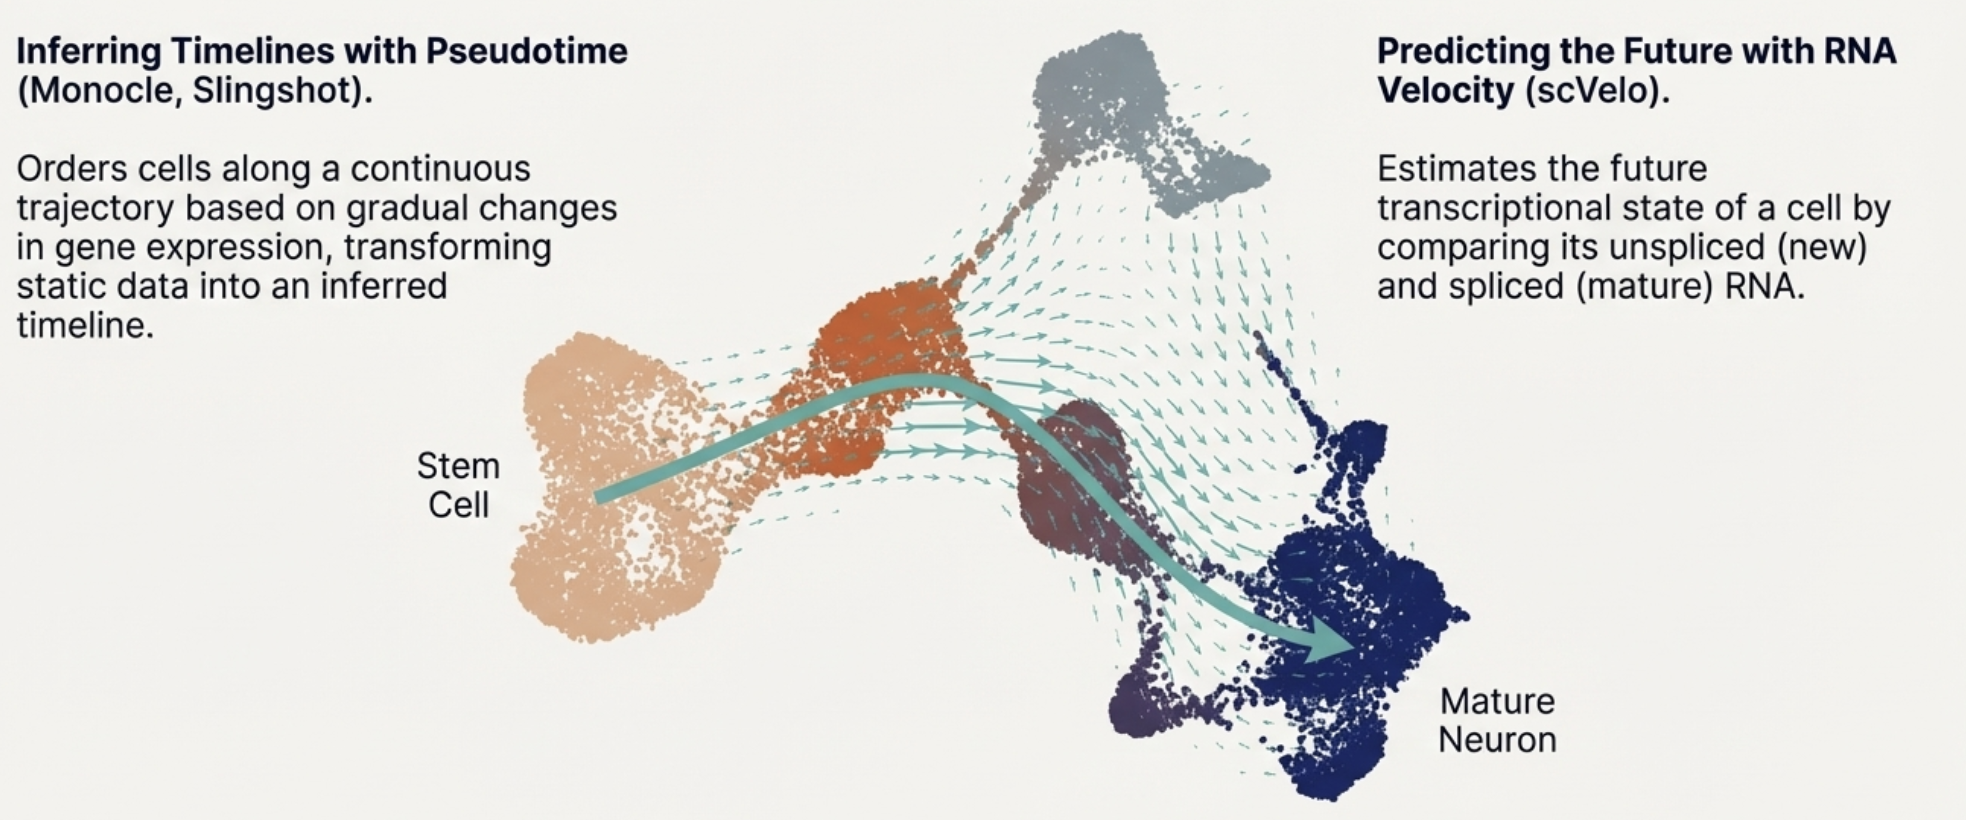 Inferring Timelines with Pseudotime
(Monocle, Slingshot).
Orders cells along a continuous
trajectory based on gradual changes
in gene expression, transforming
static data into an inferred
timeline.
Predicting the Future with RNA
Velocity (scVelo).
Estimates the future
transcriptional state of a cell by
comparing its unspliced (new)
and spliced (mature) RNA.
Stem
Cell
Mature
Neuron